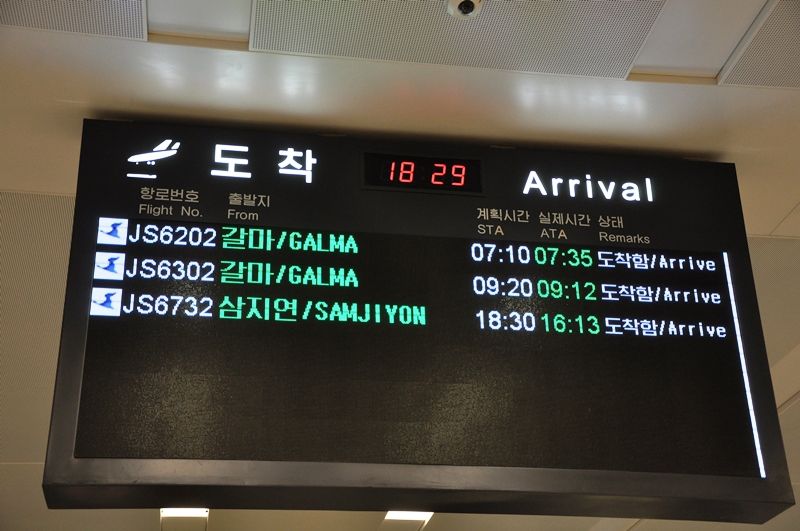 도착 18 29 Arrival
항로번호 출발지 계획시간 실제시간 상태
Flight No. From STA ATA Remarks
JS6202 갈마/GALMA 07:10 07:35 도착함/Arrive
JS6302 갈마/GALMA 09:20 09:12 도착함/Arrive
JS6732 삼지연/SAMJIYON 18:30 16:13 도착함/Arrive